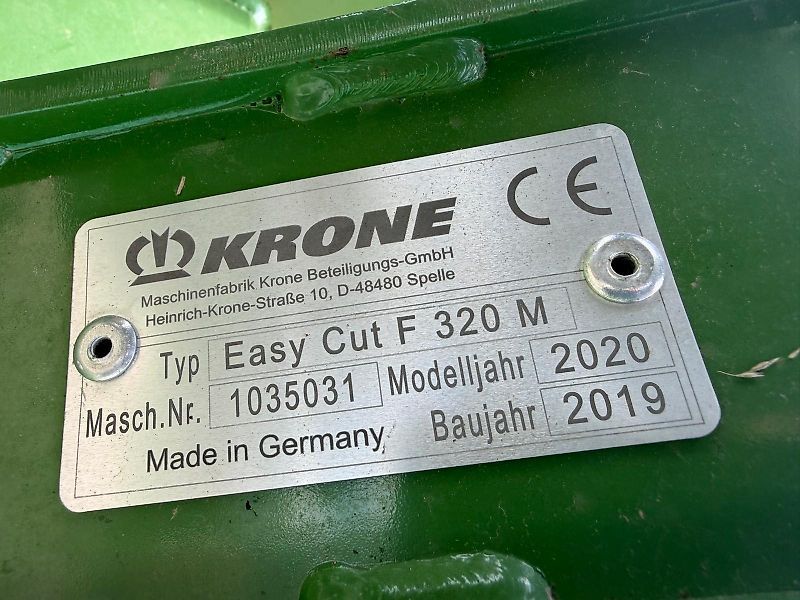 KRONE
CE
Maschinenfabrik Krone Beteiligungs-GmbH
Heinrich-Krone-Straße 10, D-48480 Spelle
Typ Easy Cut F 320 M
Masch.Nr. 1035031 Modelljahr 2020
Made in Germany Baujahr 2019